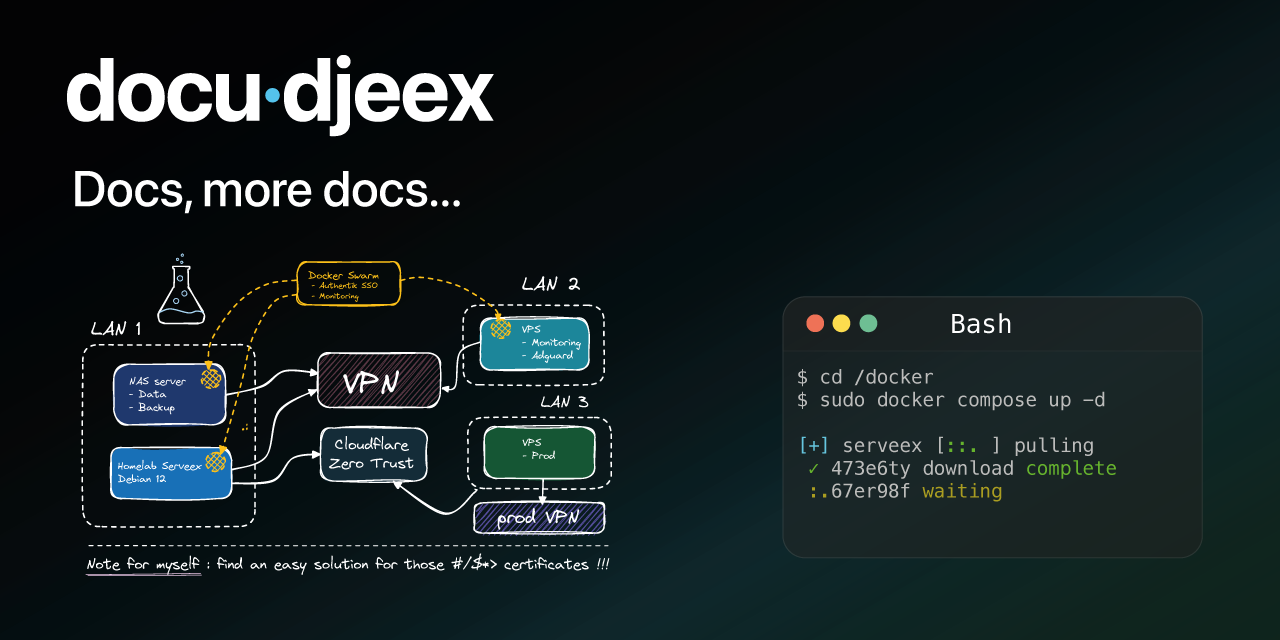 docu·djeex
Docs, more docs...
Docker Swarm
- Authentik SSO
- Monitoring
LAN 2
VPS
- Monitoring
- Adguard
LAN 1
NAS server
- Data
- Backup
VPN
LAN 3
VPS
- Prod
Cloudflare
Zero Trust
Homelab Serveex
Debian 12
prod VPN
Note for myself : find an easy solution for those #/$*> certificates !!!
Bash
$ cd /docker
$ sudo docker compose up -d
[+] serveex [::. ] pulling
✓ 473e6ty download complete
:.67er98f waiting